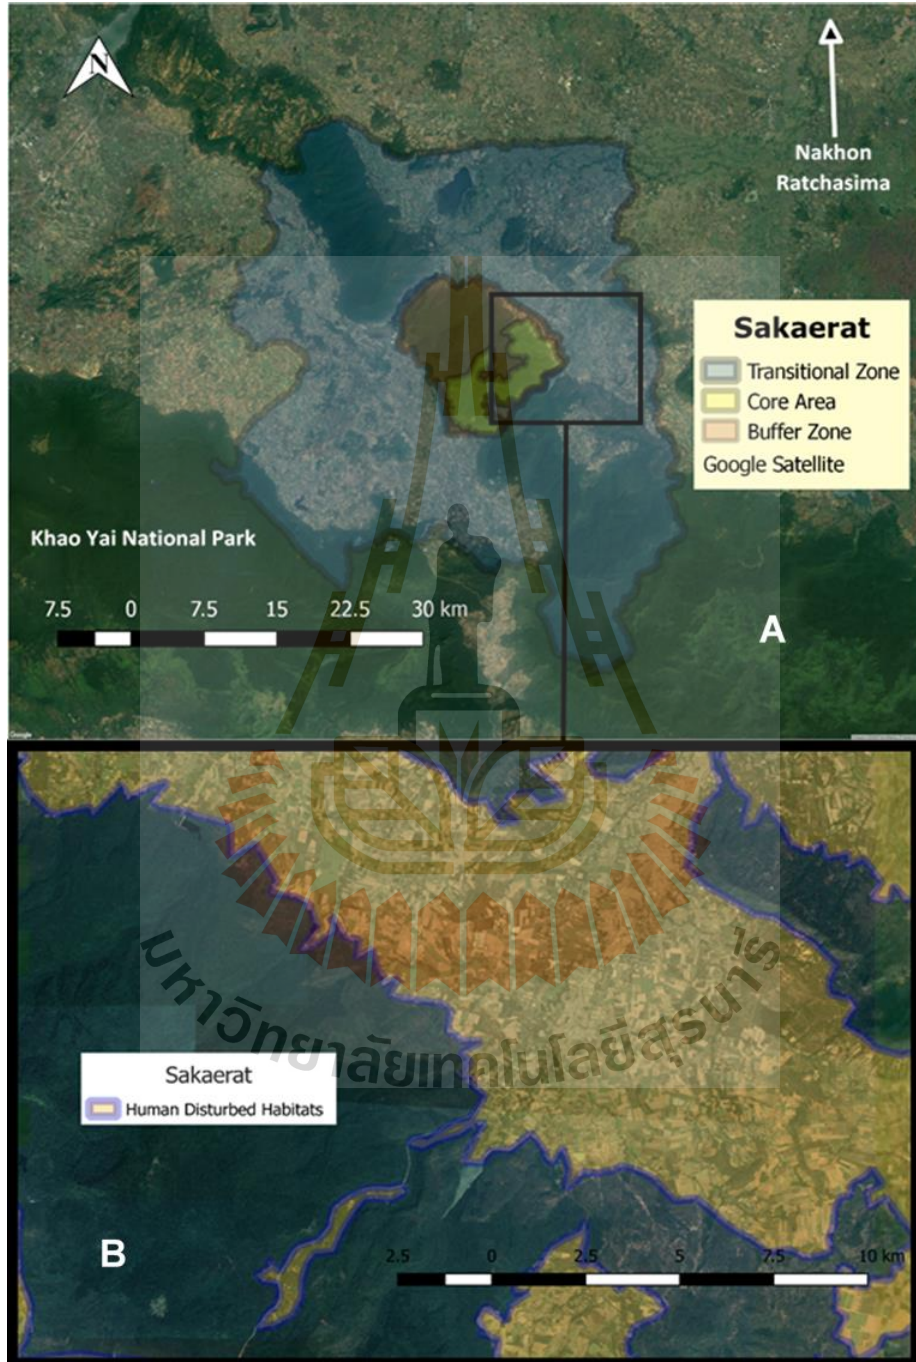 N
Nakhon
Ratchasima
Sakaerat
Transitional Zone
Core Area
Buffer Zone
Google Satellite
Khao Yai National Park
7.5 0 7.5 15 22.5 30 km
A
Google
มหาวิทยาลัยเทคโนโลยีสุรนารี
Sakaerat
Human Disturbed Habitats
B
2.5 0 2.5 5 7.5 10 km